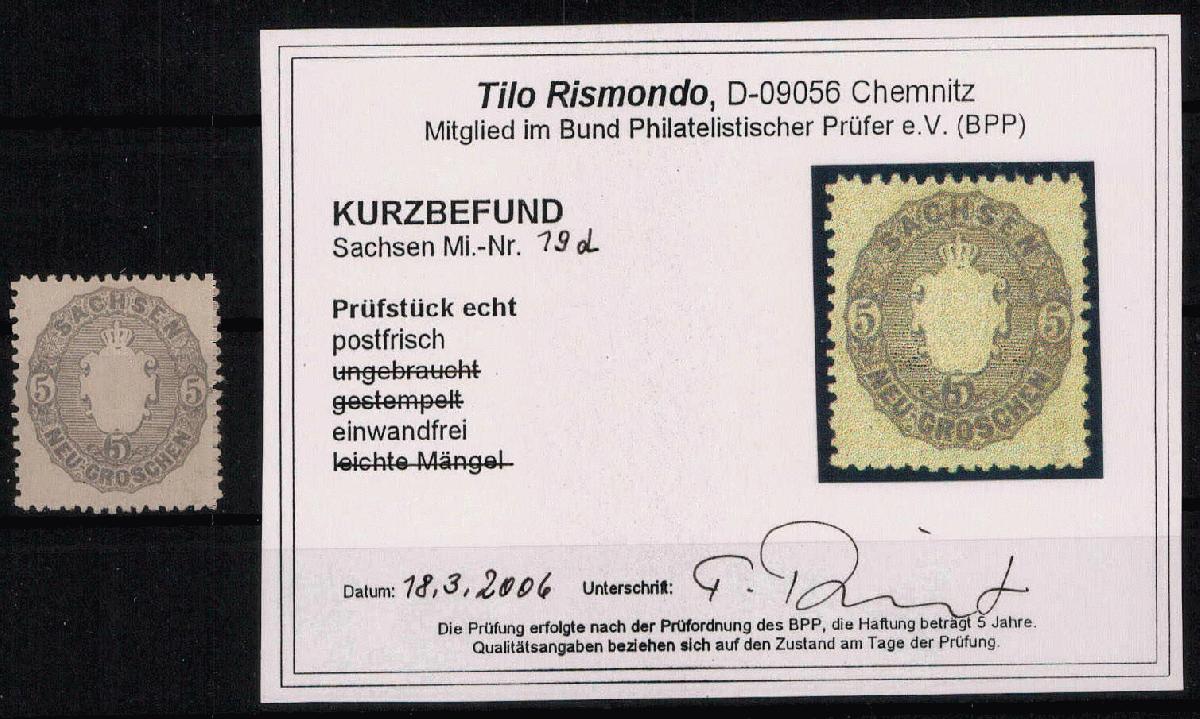 SACHSEN
5 5
5
NEU-GROSCHEN
Tilo Rismondo, D-09056 Chemnitz
Mitglied im Bund Philatelistischer Prüfer e.V. (BPP)
KURZBEFUND
Sachsen Mi.-Nr. 19d
Prüfstück echt
postfrisch
ungebraucht
gestempelt
einwandfrei
leichte Mängel
SACHSEN
5 5
5
NEU-GROSCHEN
Datum: 18.3.2006 Unterschrift:
Die Prüfung erfolgte nach der Prüfordnung des BPP, die Haftung beträgt 5 Jahre.
Qualitätsangaben beziehen sich auf den Zustand am Tage der Prüfung.